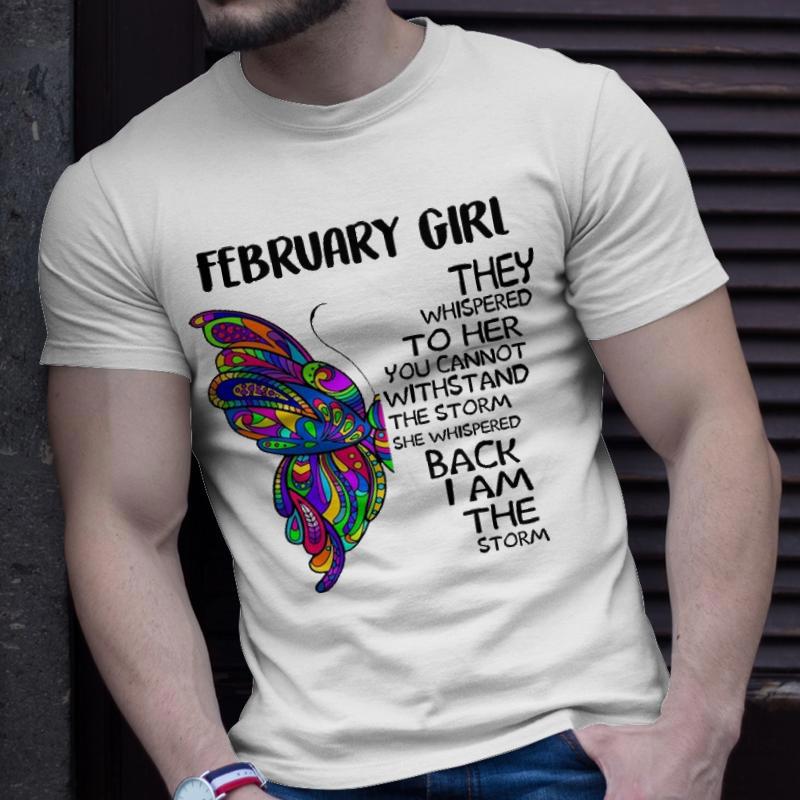 FEBRUARY GIRL
THEY
WHISPERED
TO HER
YOU CANNOT
WITHSTAND
THE STORM
SHE WHISPERED
BACK
I AM
THE
STORM